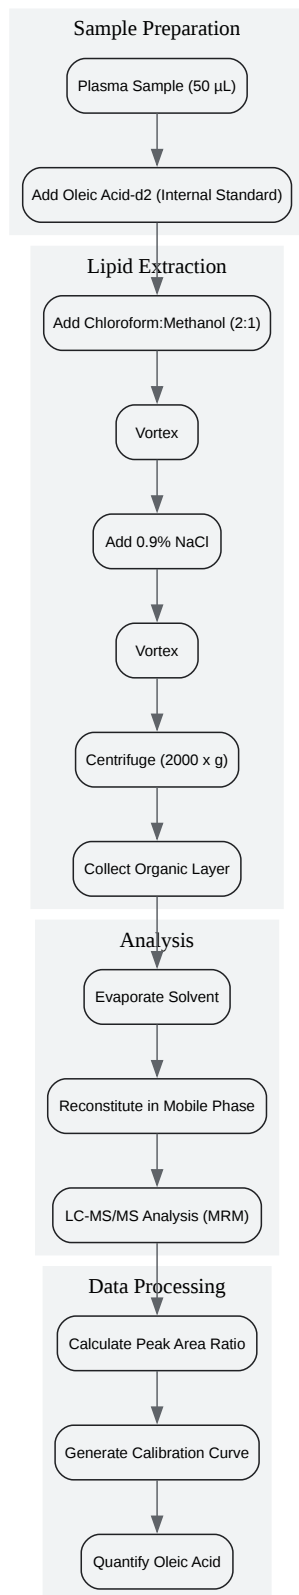 Sample Preparation
Plasma Sample (50 µL)
Add Oleic Acid-d2 (Internal Standard)
Lipid Extraction
Add Chloroform:Methanol (2:1)
Vortex
Add 0.9% NaCl
Vortex
Centrifuge (2000 x g)
Collect Organic Layer
Analysis
Evaporate Solvent
Reconstitute in Mobile Phase
LC-MS/MS Analysis (MRM)
Data Processing
Calculate Peak Area Ratio
Generate Calibration Curve
Quantify Oleic Acid